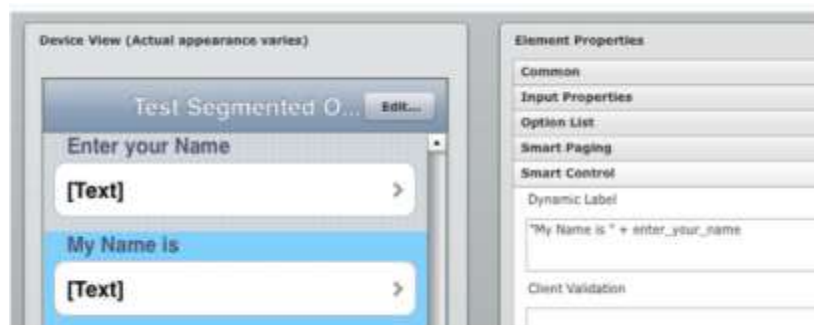 Device View (Actual appearance varies)
Test Segmented O...
Edit...
Enter your Name
[Text]
My Name is
[Text]
Element Properties
Common
Input Properties
Option List
Smart Paging
Smart Control
Dynamic Label
"My Name is " + enter_your_name
Client Validation